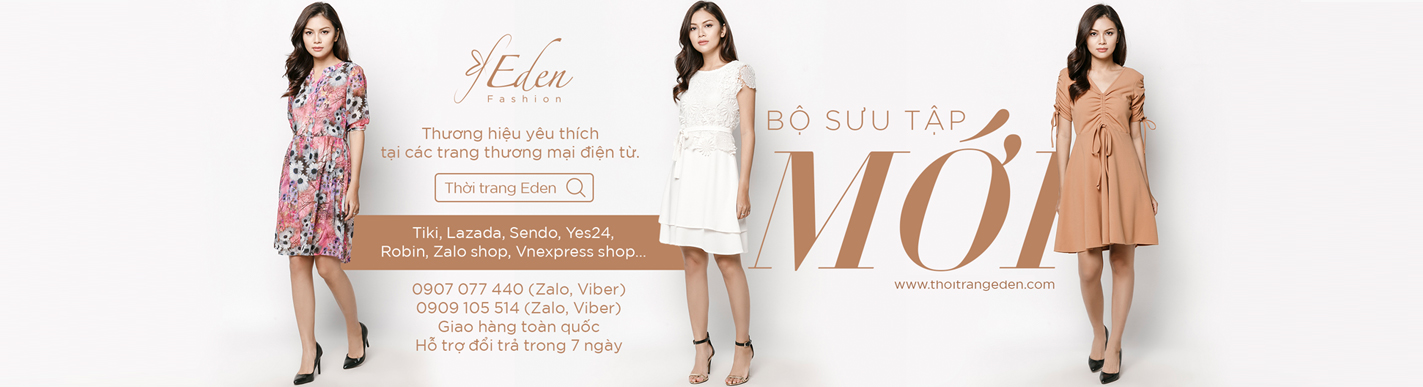 Eden
Fashion
Thương hiệu yêu thích
tại các trang thương mại điện từ.
Thời trang Eden
Tiki, Lazada, Sendo, Yes24,
Robin, Zalo shop, Vnexpress shop...
0907 077 440 (Zalo, Viber)
0909 105 514 (Zalo, Viber)
Giao hàng toàn quốc
Hỗ trợ đổi trả trong 7 ngày
BỘ SƯU TẬP
MỚI
www.thoitrangeden.com